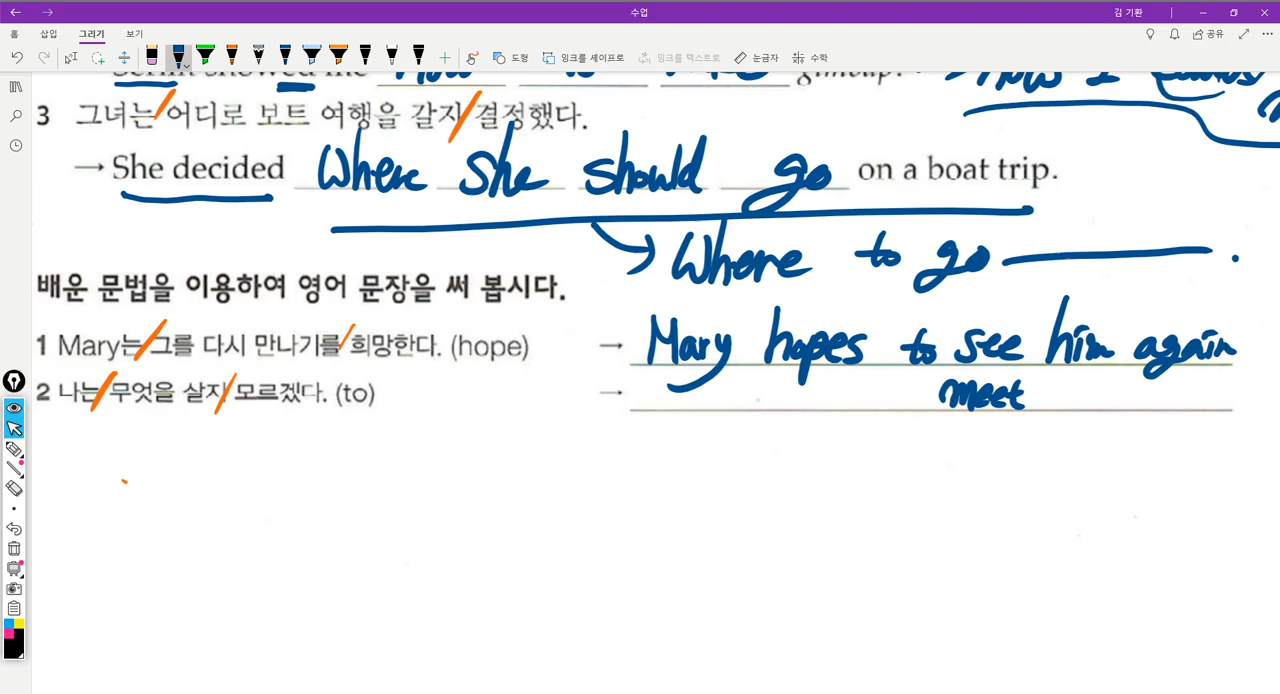 수업
김 기환
홈 삽입 그리기 보기
공유
도형 잉크를 셰이프로 잉크를 텍스트로 눈금자 수학
showed me
3 그녀는 어디로 보트 여행을 갈지 결정했다.
→ She decided where she should go on a boat trip.
where to go
배운 문법을 이용하여 영어 문장을 써 봅시다.
1 Mary는 그를 다시 만나기를 희망한다. (hope) → Mary hopes to see him again
meet
2 나는 무엇을 살지 모르겠다. (to) →